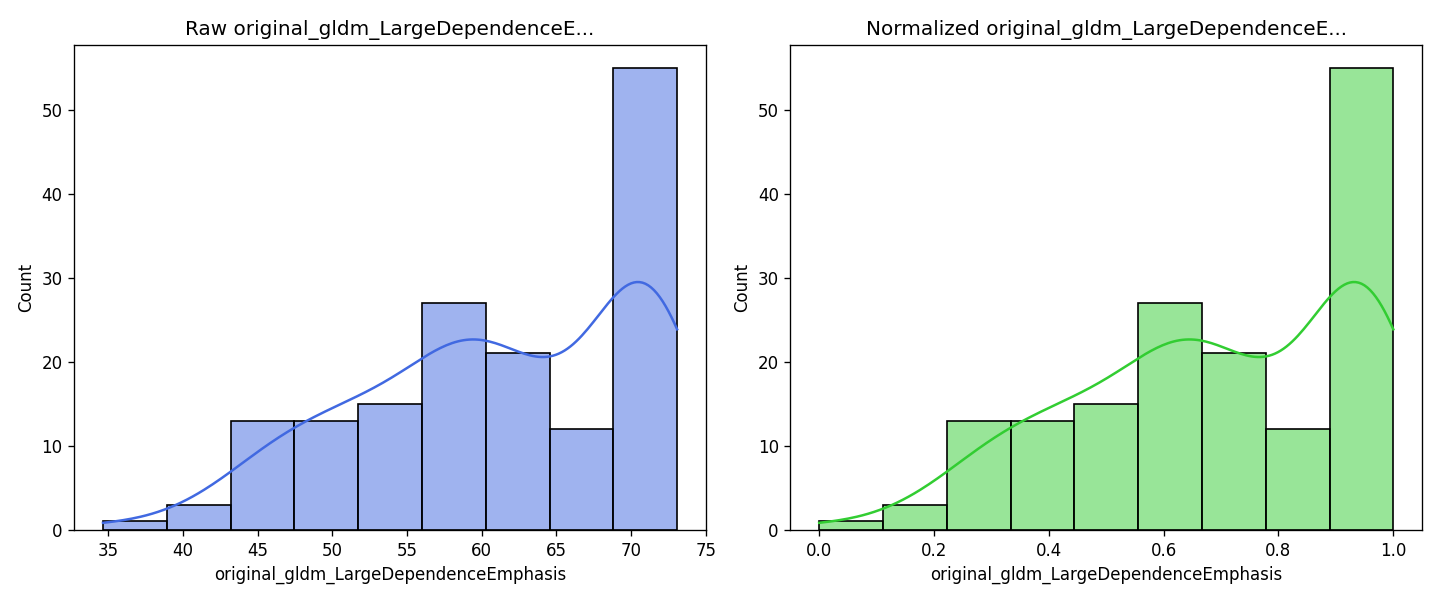 Raw original_gldm_LargeDependenceE...
Count
50
40
30
20
10
0
35 40 45 50 55 60 65 70 75
original_gldm_LargeDependenceEmphasis
Normalized original_gldm_LargeDependenceE...
Count
50
40
30
20
10
0
0.0 0.2 0.4 0.6 0.8 1.0
original_gldm_LargeDependenceEmphasis